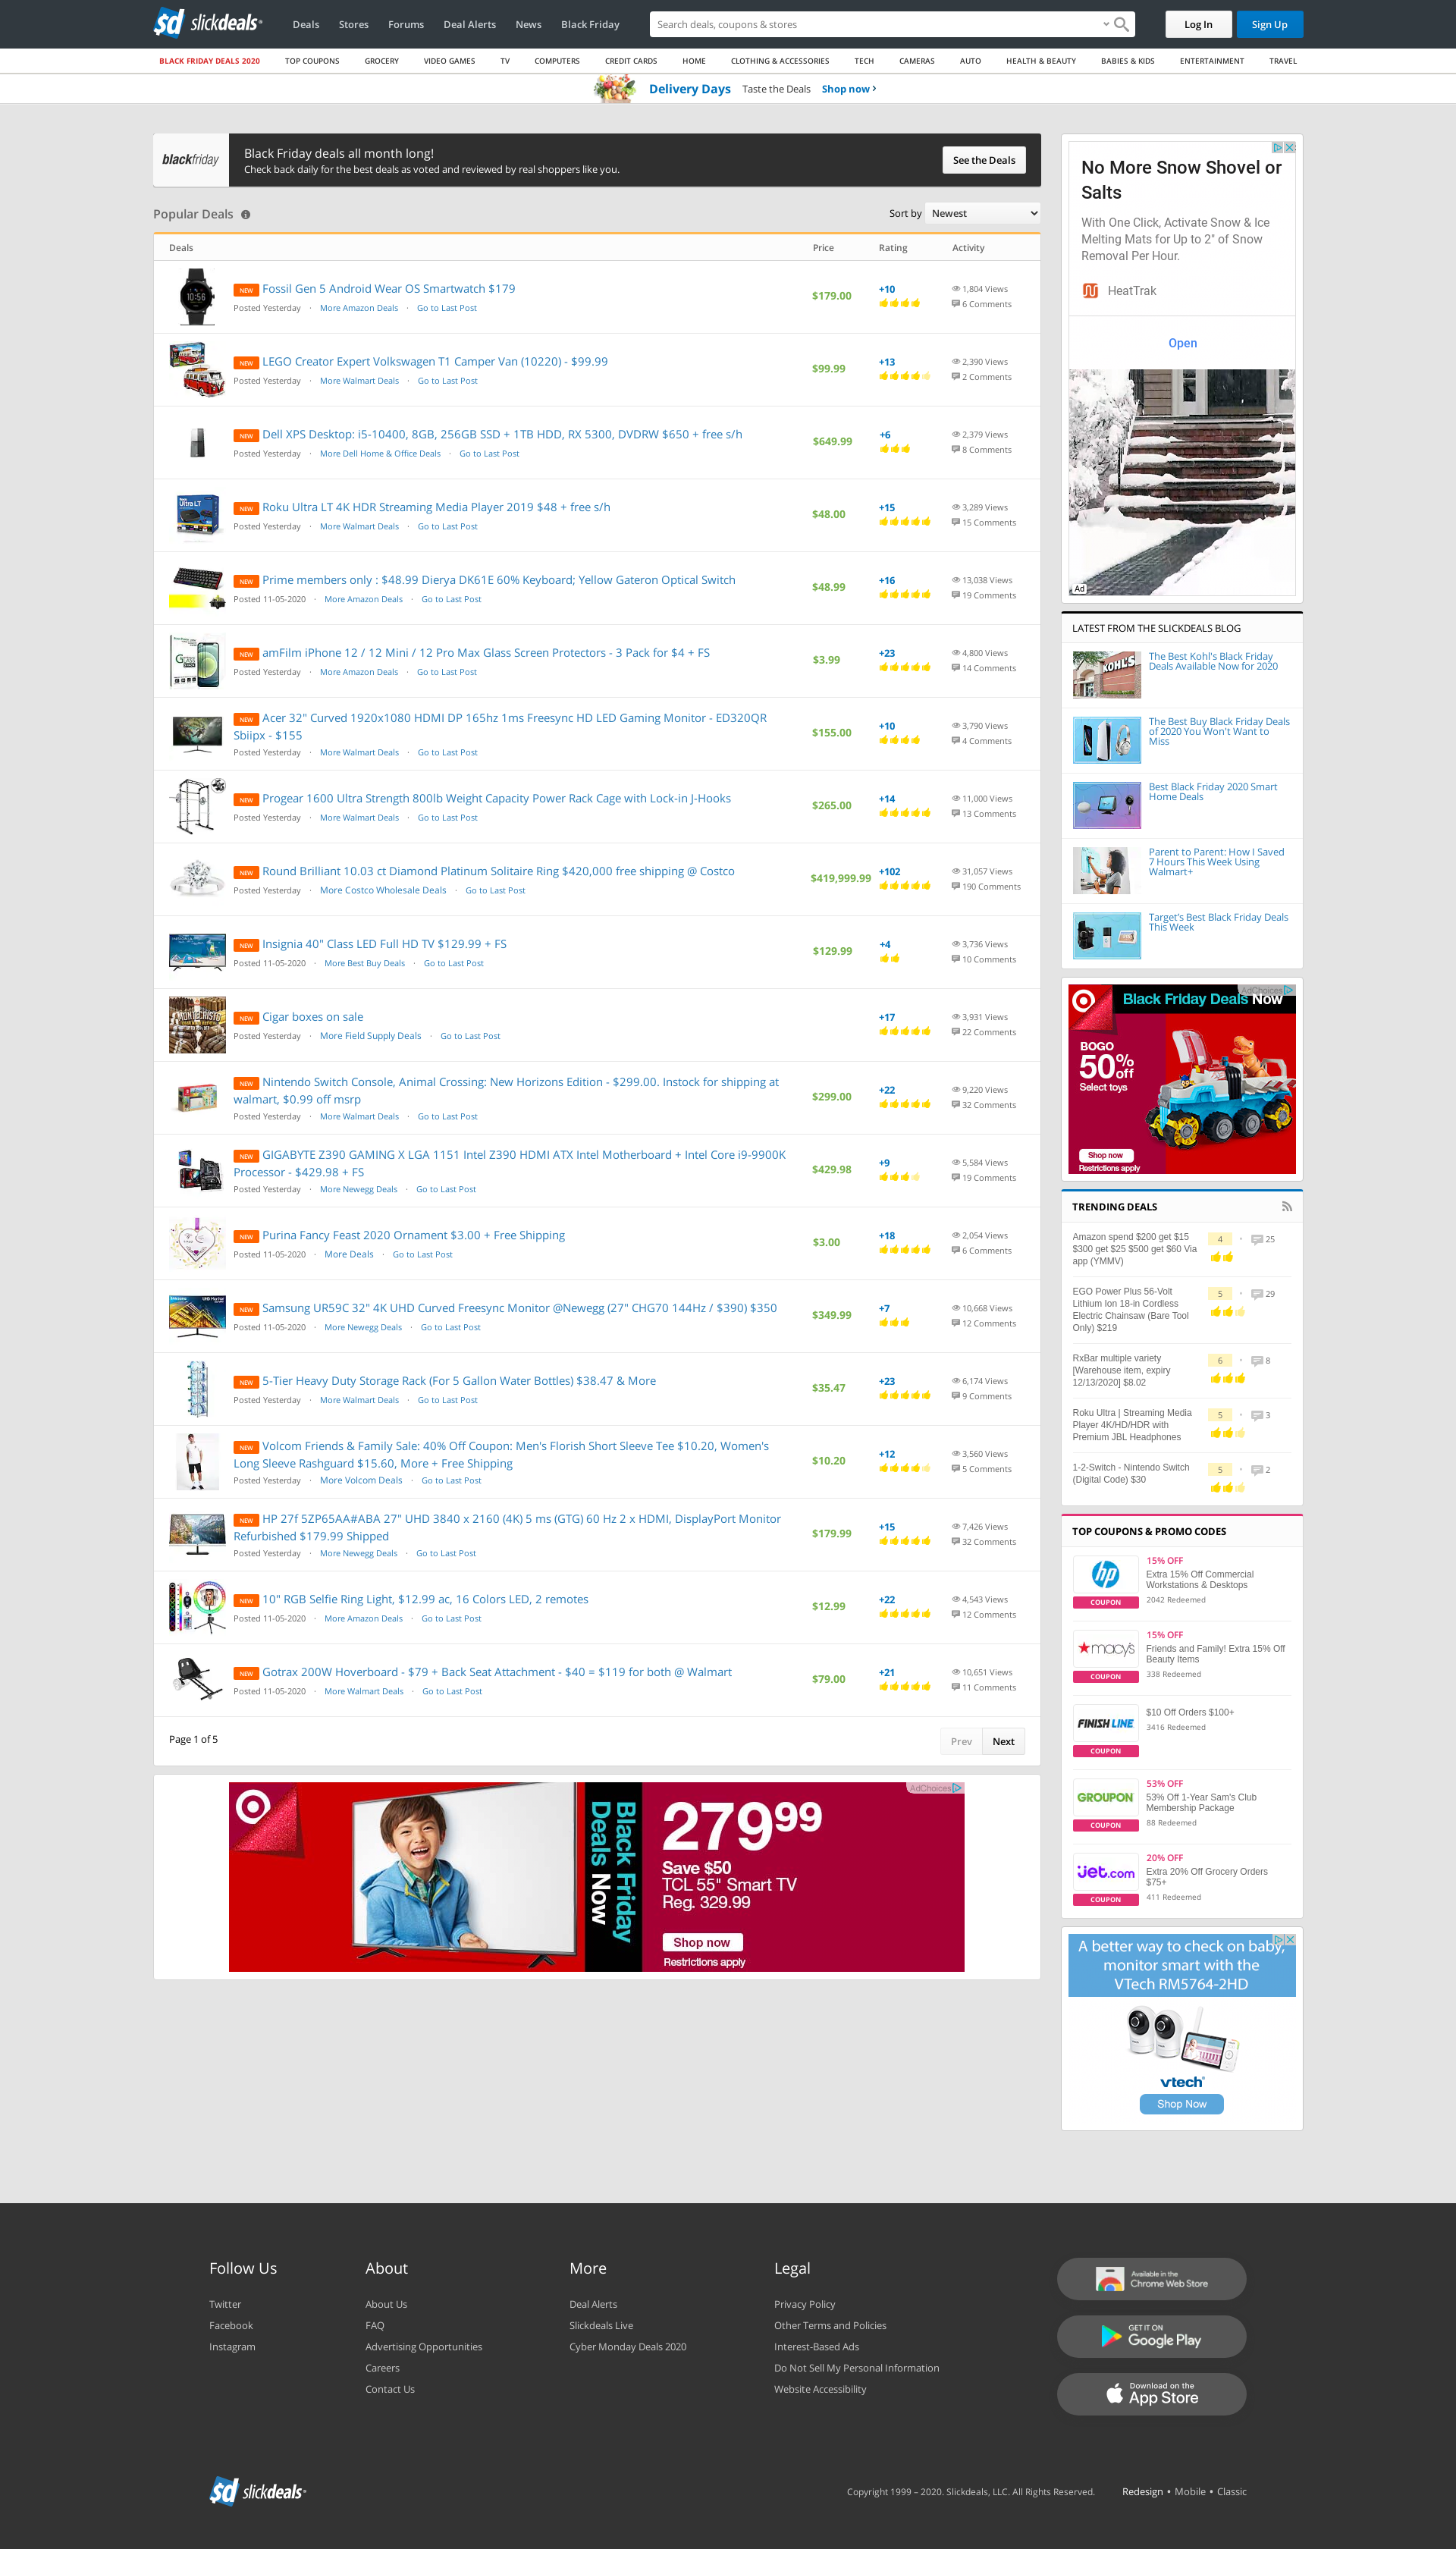 sd slickdeals
Deals Stores Forums Deal Alerts News Black Friday
Search deals, coupons & stores
Log In Sign Up
BLACK FRIDAY DEALS 2020 TOP COUPONS GROCERY VIDEO GAMES TV COMPUTERS CREDIT CARDS HOME CLOTHING & ACCESSORIES TECH CAMERAS AUTO HEALTH & BEAUTY BABIES & KIDS ENTERTAINMENT TRAVEL
Delivery Days Taste the Deals Shop now
blackfriday
Black Friday deals all month long!
Check back daily for the best deals as voted and reviewed by real shoppers like you.
See the Deals
Popular Deals
Sort by Newest
Deals Price Rating Activity
NEW Fossil Gen 5 Android Wear OS Smartwatch $179
Posted Yesterday · More Amazon Deals · Go to Last Post
$179.00 +10 1,804 Views
6 Comments
NEW LEGO Creator Expert Volkswagen T1 Camper Van (10220) - $99.99
Posted Yesterday · More Walmart Deals · Go to Last Post
$99.99 +13 2,390 Views
2 Comments
NEW Dell XPS Desktop: i5-10400, 8GB, 256GB SSD + 1TB HDD, RX 5300, DVDRW $650 + free s/h
Posted Yesterday · More Dell Home & Office Deals · Go to Last Post
$649.99 +6 2,379 Views
8 Comments
NEW Roku Ultra LT 4K HDR Streaming Media Player 2019 $48 + free s/h
Posted Yesterday · More Walmart Deals · Go to Last Post
$48.00 +15 3,289 Views
15 Comments
NEW Prime members only : $48.99 Dierya DK61E 60% Keyboard; Yellow Gateron Optical Switch
Posted 11-05-2020 · More Amazon Deals · Go to Last Post
$48.99 +16 13,038 Views
19 Comments
NEW amFilm iPhone 12 / 12 Mini / 12 Pro Max Glass Screen Protectors - 3 Pack for $4 + FS
Posted Yesterday · More Amazon Deals · Go to Last Post
$3.99 +23 4,800 Views
14 Comments
NEW Acer 32" Curved 1920x1080 HDMI DP 165hz 1ms Freesync HD LED Gaming Monitor - ED320QR
Sbiipx - $155
Posted Yesterday · More Walmart Deals · Go to Last Post
$155.00 +10 3,790 Views
4 Comments
NEW Progear 1600 Ultra Strength 800lb Weight Capacity Power Rack Cage with Lock-in J-Hooks
Posted Yesterday · More Walmart Deals · Go to Last Post
$265.00 +14 11,000 Views
13 Comments
NEW Round Brilliant 10.03 ct Diamond Platinum Solitaire Ring $420,000 free shipping @ Costco
Posted Yesterday · More Costco Wholesale Deals · Go to Last Post
$419,999.99 +102 31,057 Views
190 Comments
NEW Insignia 40" Class LED Full HD TV $129.99 + FS
Posted 11-05-2020 · More Best Buy Deals · Go to Last Post
$129.99 +4 3,736 Views
10 Comments
NEW Cigar boxes on sale
Posted Yesterday · More Field Supply Deals · Go to Last Post
+17 3,931 Views
22 Comments
NEW Nintendo Switch Console, Animal Crossing: New Horizons Edition - $299.00. Instock for shipping at
walmart, $0.99 off msrp
Posted Yesterday · More Walmart Deals · Go to Last Post
$299.00 +22 9,220 Views
32 Comments
NEW GIGABYTE Z390 GAMING X LGA 1151 Intel Z390 HDMI ATX Intel Motherboard + Intel Core i9-9900K
Processor - $429.98 + FS
Posted Yesterday · More Newegg Deals · Go to Last Post
$429.98 +9 5,584 Views
19 Comments
NEW Purina Fancy Feast 2020 Ornament $3.00 + Free Shipping
Posted 11-05-2020 · More Deals · Go to Last Post
$3.00 +18 2,054 Views
6 Comments
NEW Samsung UR59C 32" 4K UHD Curved Freesync Monitor @Newegg (27" CHG70 144Hz / $390) $350
Posted 11-05-2020 · More Newegg Deals · Go to Last Post
$349.99 +7 10,668 Views
12 Comments
NEW 5-Tier Heavy Duty Storage Rack (For 5 Gallon Water Bottles) $38.47 & More
Posted Yesterday · More Walmart Deals · Go to Last Post
$35.47 +23 6,174 Views
9 Comments
NEW Volcom Friends & Family Sale: 40% Off Coupon: Men's Florish Short Sleeve Tee $10.20, Women's
Long Sleeve Rashguard $15.60, More + Free Shipping
Posted Yesterday · More Volcom Deals · Go to Last Post
$10.20 +12 3,560 Views
5 Comments
NEW HP 27f 5ZP65AA#ABA 27" UHD 3840 x 2160 (4K) 5 ms (GTG) 60 Hz 2 x HDMI, DisplayPort Monitor
Refurbished $179.99 Shipped
Posted Yesterday · More Newegg Deals · Go to Last Post
$179.99 +15 7,426 Views
32 Comments
NEW 10" RGB Selfie Ring Light, $12.99 ac, 16 Colors LED, 2 remotes
Posted 11-05-2020 · More Amazon Deals · Go to Last Post
$12.99 +22 4,543 Views
12 Comments
NEW Gotrax 200W Hoverboard - $79 + Back Seat Attachment - $40 = $119 for both @ Walmart
Posted 11-05-2020 · More Walmart Deals · Go to Last Post
$79.00 +21 10,651 Views
11 Comments
Page 1 of 5
Prev Next
AdChoices
Black Friday
Deals Now
279 99
Save $50
TCL 55" Smart TV
Reg. 329.99
Shop now
Restrictions apply
No More Snow Shovel or
Salts
With One Click, Activate Snow & Ice
Melting Mats for Up to 2" of Snow
Removal Per Hour.
HeatTrak
Open
Ad
LATEST FROM THE SLICKDEALS BLOG
KOHL'S
The Best Kohl's Black Friday
Deals Available Now for 2020
The Best Buy Black Friday Deals
of 2020 You Won't Want to
Miss
Best Black Friday 2020 Smart
Home Deals
Parent to Parent: How I Saved
7 Hours This Week Using
Walmart+
Target's Best Black Friday Deals
This Week
AdChoices
Black Friday Deals Now
BOGO
50% off
Select toys
Shop now
Restrictions apply
TRENDING DEALS
Amazon spend $200 get $15
$300 get $25 $500 get $60 Via
app (YMMV)
4 · 25
EGO Power Plus 56-Volt
Lithium Ion 18-in Cordless
Electric Chainsaw (Bare Tool
Only) $219
5 · 29
RxBar multiple variety
[Warehouse item, expiry
12/13/2020] $8.02
6 · 8
Roku Ultra | Streaming Media
Player 4K/HD/HDR with
Premium JBL Headphones
5 · 3
1-2-Switch - Nintendo Switch
(Digital Code) $30
5 · 2
TOP COUPONS & PROMO CODES
hp
COUPON
15% OFF
Extra 15% Off Commercial
Workstations & Desktops
2042 Redeemed
macy's
COUPON
15% OFF
Friends and Family! Extra 15% Off
Beauty Items
338 Redeemed
FINISH LINE
COUPON
$10 Off Orders $100+
3416 Redeemed
GROUPON
COUPON
53% OFF
53% Off 1-Year Sam's Club
Membership Package
88 Redeemed
jet.com
COUPON
20% OFF
Extra 20% Off Grocery Orders
$75+
411 Redeemed
A better way to check on baby,
monitor smart with the
VTech RM5764-2HD
vtech
Shop Now
Follow Us
Twitter
Facebook
Instagram
About
About Us
FAQ
Advertising Opportunities
Careers
Contact Us
More
Deal Alerts
Slickdeals Live
Cyber Monday Deals 2020
Legal
Privacy Policy
Other Terms and Policies
Interest-Based Ads
Do Not Sell My Personal Information
Website Accessibility
Available in the
Chrome Web Store
GET IT ON
Google Play
Download on the
App Store
sd slickdeals
Copyright 1999 – 2020. Slickdeals, LLC. All Rights Reserved.
Redesign • Mobile • Classic